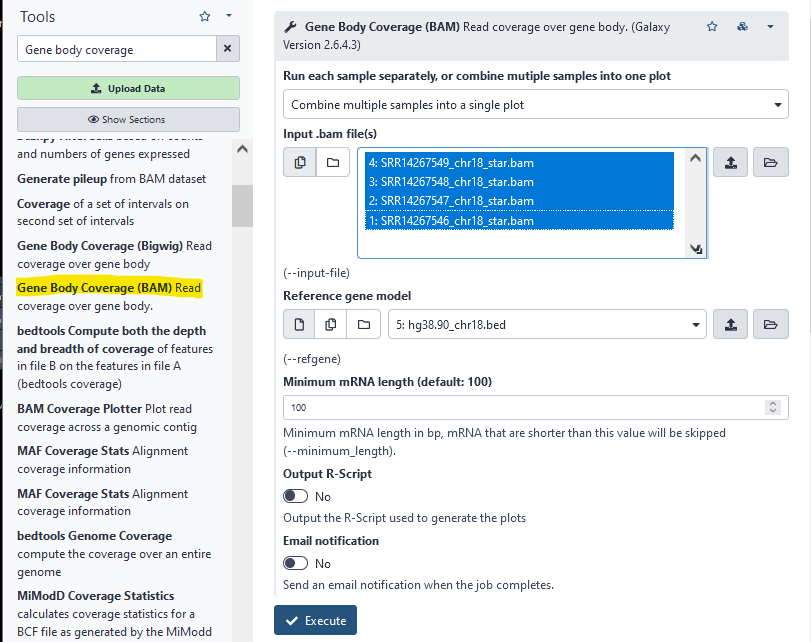 Tools
Gene body coverage
Upload Data
Show Sections
and numbers of genes expressed
Generate pileup from BAM dataset
Coverage of a set of intervals on
second set of intervals
Gene Body Coverage (Bigwig) Read
coverage over gene body
Gene Body Coverage (BAM) Read
coverage over gene body.
bedtools Compute both the depth
and breadth of coverage of features
in file B on the features in file A
(bedtools coverage)
BAM Coverage Plotter Plot read
coverage across a genomic contig
MAF Coverage Stats Alignment
coverage information
MAF Coverage Stats Alignment
coverage information
bedtools Genome Coverage
compute the coverage over an entire
genome
MiModD Coverage Statistics
calculates coverage statistics for a
BCF file as generated by the MiModd
Gene Body Coverage (BAM) Read coverage over gene body. (Galaxy
Version 2.6.4.3)
Run each sample separately, or combine mutiple samples into one plot
Combine multiple samples into a single plot
Input .bam file(s)
4: SRR14267549_chr18_star.bam
3: SRR14267548_chr18_star.bam
2: SRR14267547_chr18_star.bam
1: SRR14267546_chr18_star.bam
(--input-file)
Reference gene model
5: hg38.90_chr18.bed
(--refgene)
Minimum mRNA length (default: 100)
100
Minimum mRNA length in bp, mRNA that are shorter than this value will be skipped
(--minimum_length).
Output R-Script
No
Output the R-Script used to generate the plots
Email notification
No
Send an email notification when the job completes.
Execute